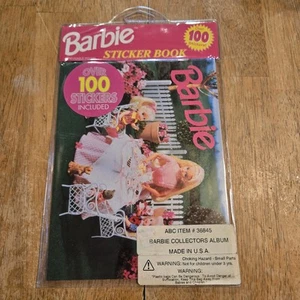 Barbie
STICKER BOOK
100
OVER
100
STICKERS
INCLUDED
Barbie
ABC ITEM # 36845
BARBIE COLLECTORS ALBUM
MADE IN U.S.A.
Choking Hazard - Small Parts
WARNING: Not for Children under 3 yrs.
WARNING: